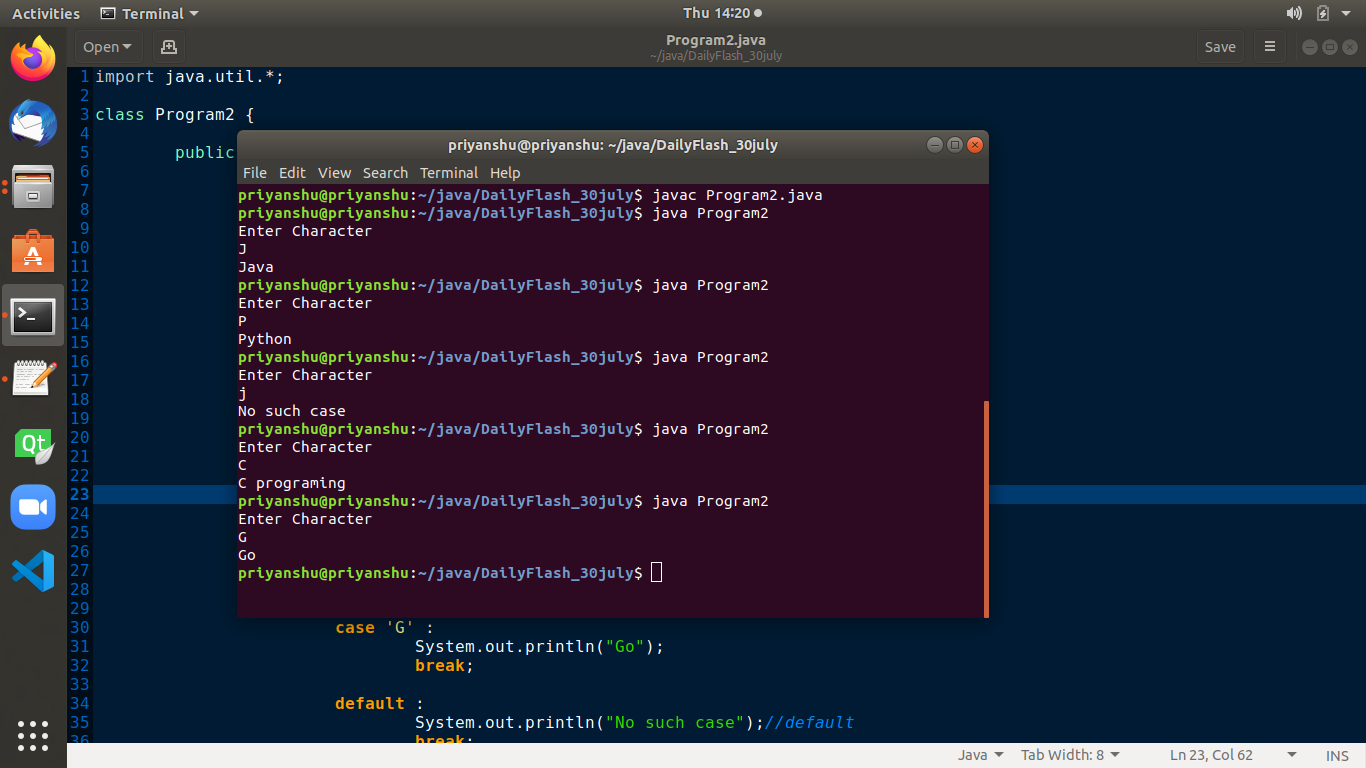 Activities Terminal Thu 14:20
Open Program2.java Save
~/java/DailyFlash_30july
1 import java.util.*;
2
3 class Program2 {
4
5 public
6
7
8
9
10
11
12
13
14
15
16
17
18
19
20
21
22
23
24
25
26
27
28
29
priyanshu@priyanshu: ~/java/DailyFlash_30july
File Edit View Search Terminal Help
priyanshu@priyanshu:~/java/DailyFlash_30july$ javac Program2.java
priyanshu@priyanshu:~/java/DailyFlash_30july$ java Program2
Enter Character
J
Java
priyanshu@priyanshu:~/java/DailyFlash_30july$ java Program2
Enter Character
P
Python
priyanshu@priyanshu:~/java/DailyFlash_30july$ java Program2
Enter Character
j
No such case
priyanshu@priyanshu:~/java/DailyFlash_30july$ java Program2
Enter Character
C
C programing
priyanshu@priyanshu:~/java/DailyFlash_30july$ java Program2
Enter Character
G
Go
priyanshu@priyanshu:~/java/DailyFlash_30july$
30 case 'G' :
31 System.out.println("Go");
32 break;
33
34 default :
35 System.out.println("No such case");//default
36 break;
Qt
Java Tab Width: 8 Ln 23, Col 62 INS